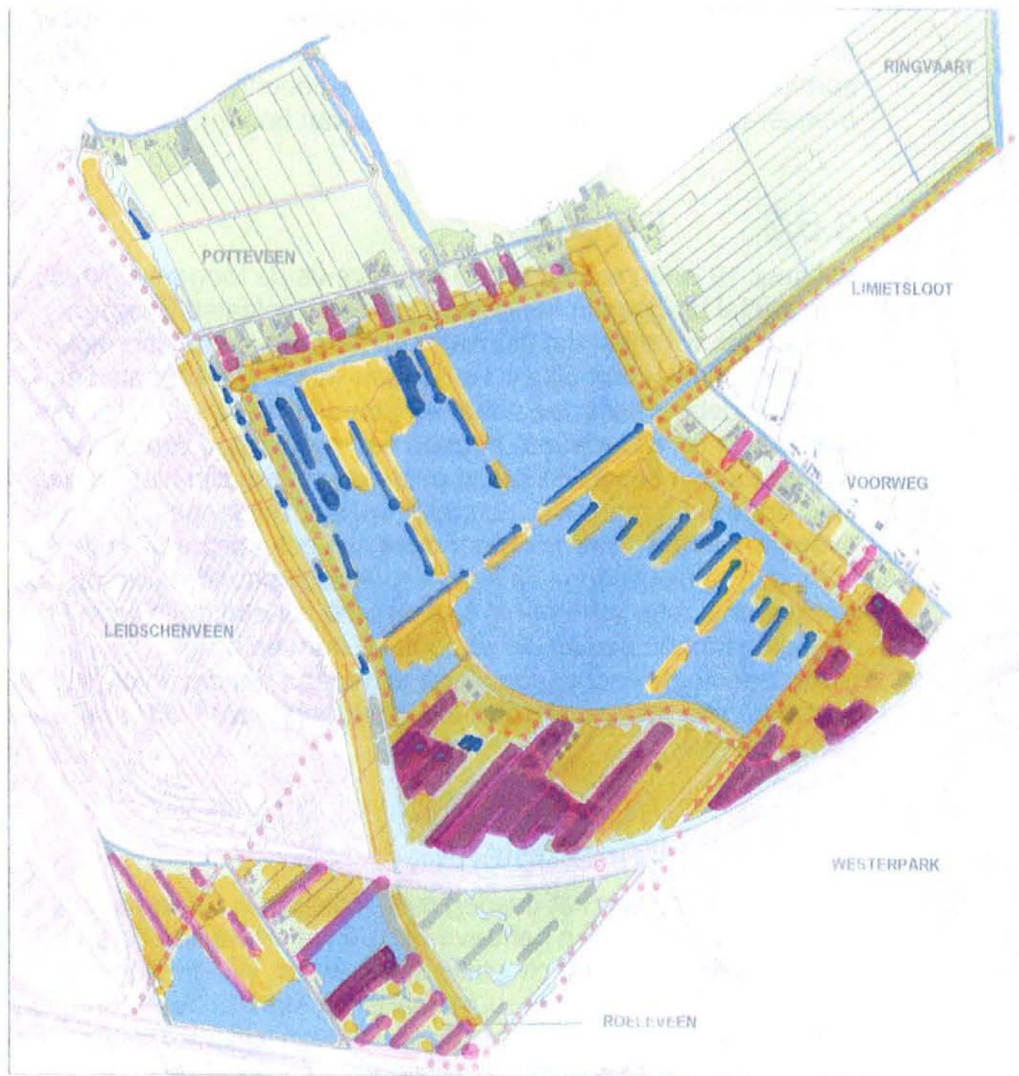 RINGVAART
POTTEVEEN
LIMIETSLOOT
VOORWEG
LEIDSCHENVEEN
WESTERPARK
ROELEVEEN